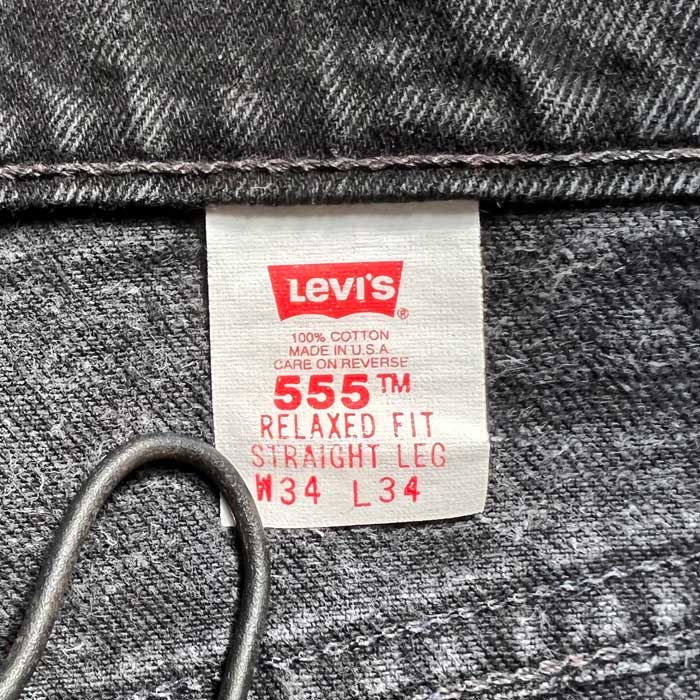 Levi's®
100% COTTON
MADE IN U.S.A
CARE ON REVERSE
555™
RELAXED FIT
STRAIGHT LEG
W34 L34